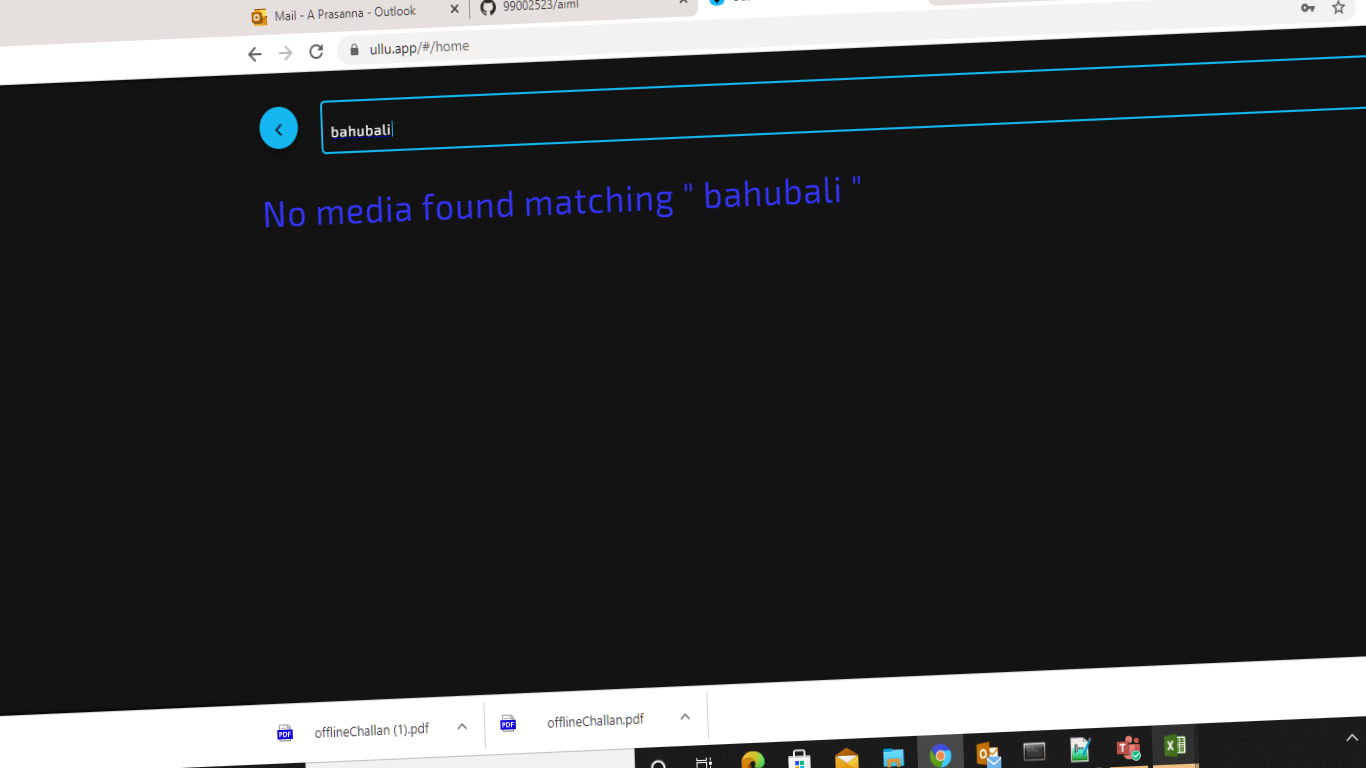 Mail - A Prasanna - Outlook
99002523/aiml
ullu.app/#/home
bahubali
No media found matching " bahubali "
offlineChallan (1).pdf
offlineChallan.pdf